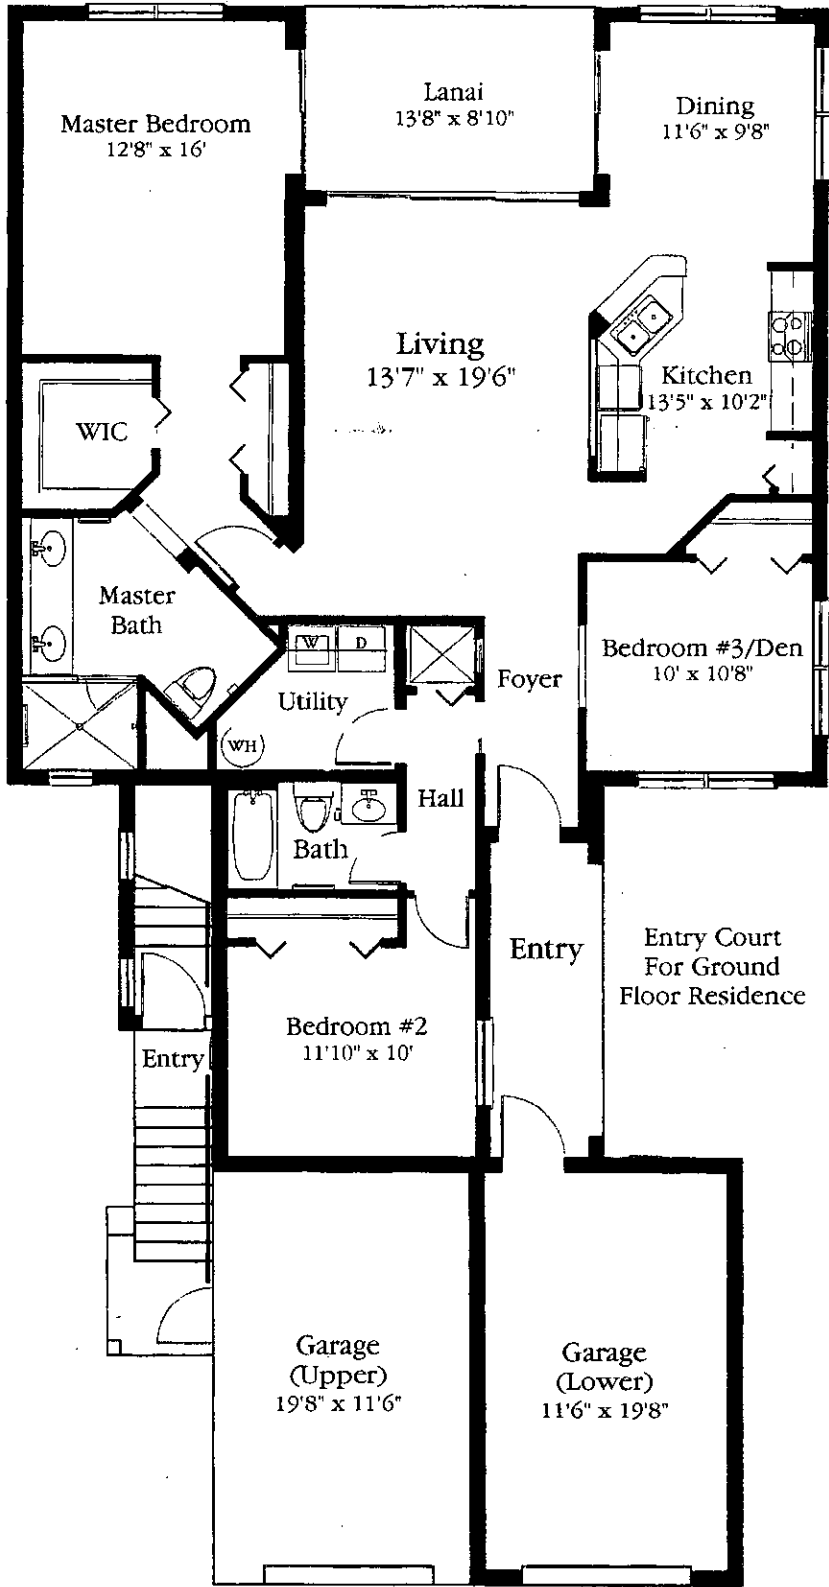 Lanai
13'8" x 8'10"
Dining
11'6" x 9'8"
Master Bedroom
12'8" x 16'
Living
13'7" x 19'6"
Kitchen
13'5" x 10'2"
WIC
Master
Bath
W
D
Utility
WH
Foyer
Bedroom #3/Den
10' x 10'8"
Hall
Bath
Entry
Entry Court
For Ground
Floor Residence
Bedroom #2
11'10" x 10'
Entry
Garage
(Upper)
19'8" x 11'6"
Garage
(Lower)
11'6" x 19'8"